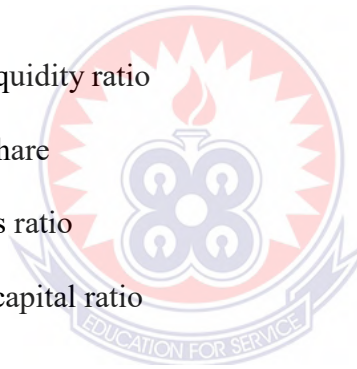 quidity ratio
hare
s ratio
capital ratio
EDUCATION FOR SERVICE